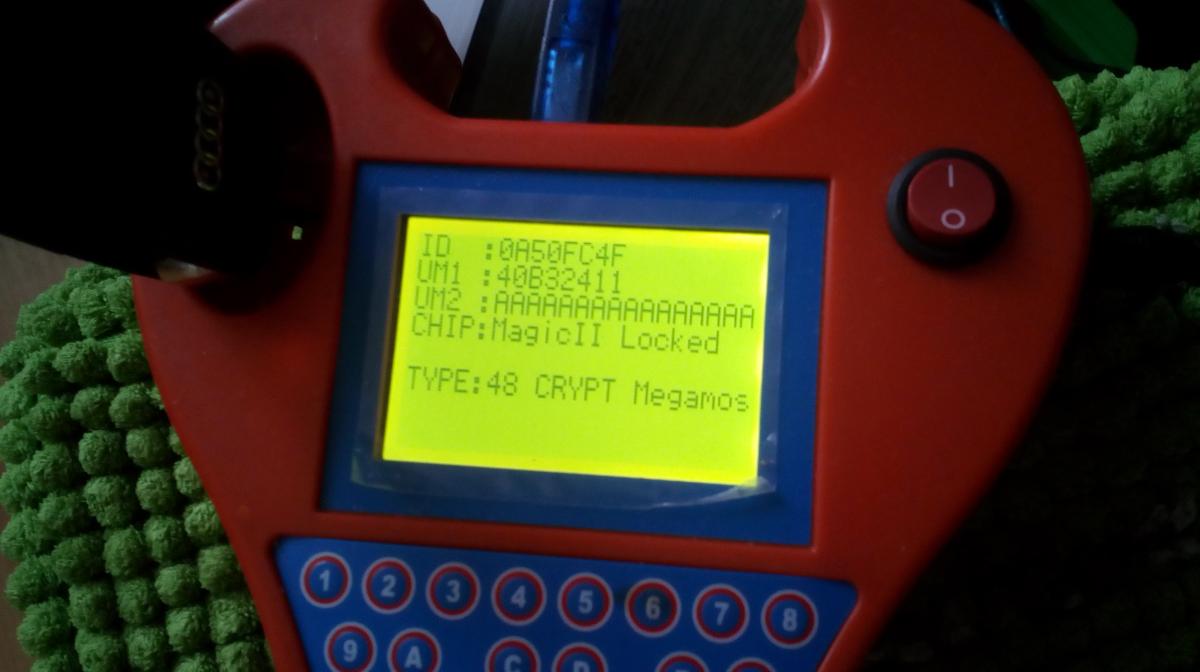 ID  :0A50FC4F
UM1 :40B32411
UM2 :AAAAAAAAAAAAAAAA
CHIP:MagicII Locked
TYPE:48 CRYPT Megamos
I
O
1 2 3 4 5 6 7 8
9 A C D